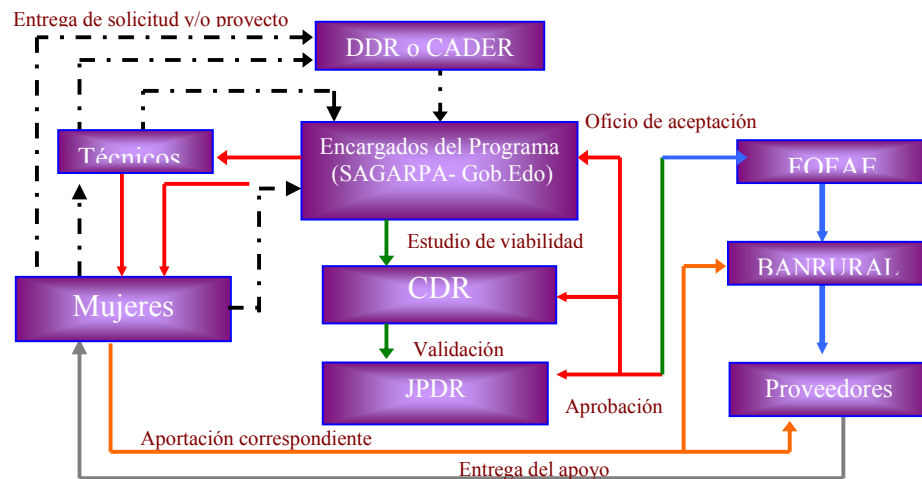 Entrega de solicitud y/o proyecto
DDR o CADER
Oficio de aceptación
Técnicos
Encargados del Programa
(SAGARPA- Gob.Edo)
FOFAE
Estudio de viabilidad
BANRURAL
CDR
Mujeres
Validación
JPDR
Proveedores
Aprobación
Aportación correspondiente
Entrega del apoyo